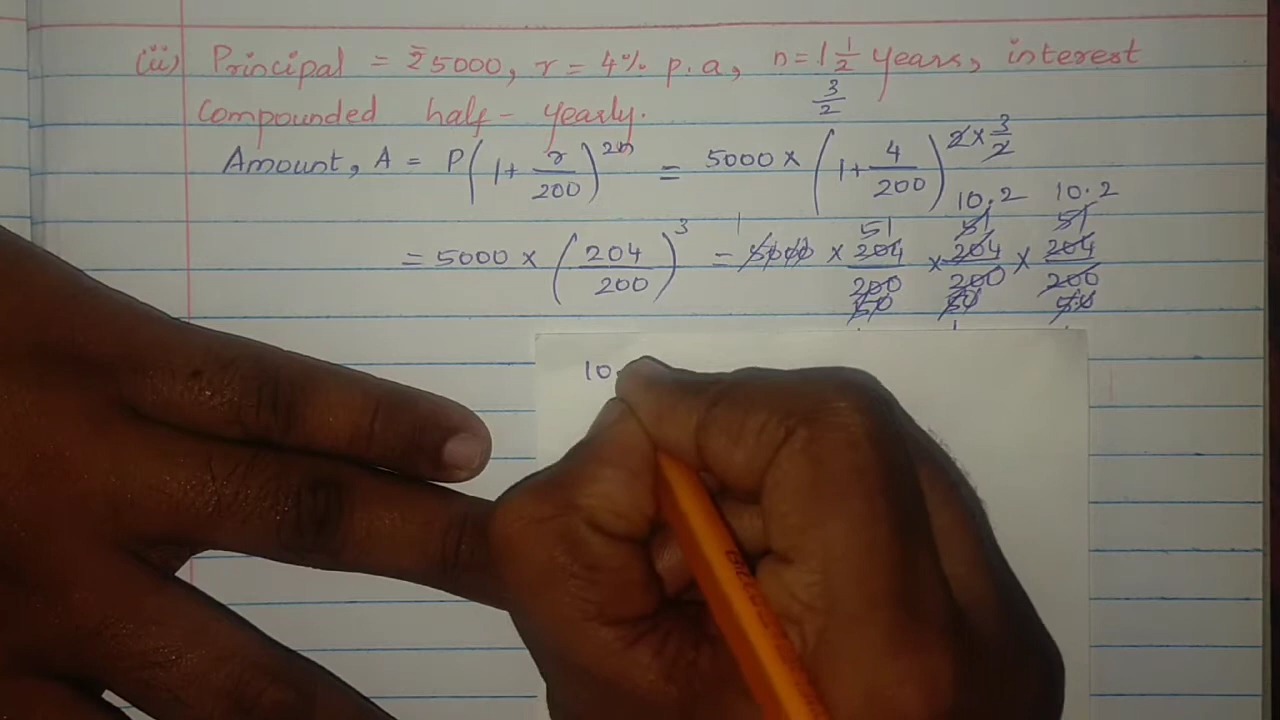 (ii) Principal = ₹5000, r = 4% p.a, n = 1 1/2 years, interest
3/2
Compounded half-yearly.
Amount, A = P(1 + r/200)^2n = 5000 × (1 + 4/200)^2×3/2
10.2 10.2
51 51 51
= 5000 × (204/200)^3 = 5000 × 204/200 × 204/200 × 204/200
50 50 50
10.